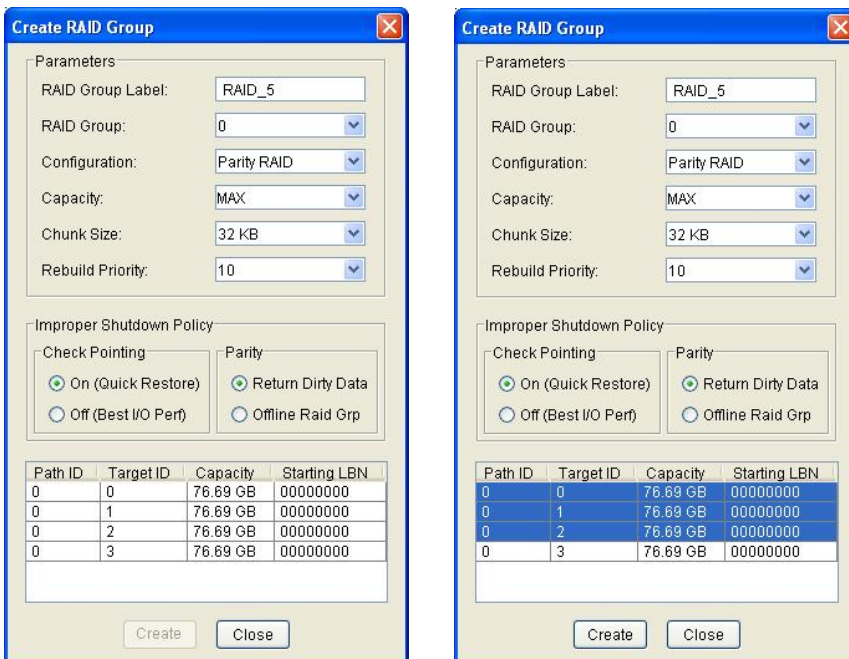 Create RAID Group
Parameters
RAID Group Label: RAID_5
RAID Group: 0
Configuration: Parity RAID
Capacity: MAX
Chunk Size: 32 KB
Rebuild Priority: 10
Improper Shutdown Policy
Check Pointing Parity
On (Quick Restore) Return Dirty Data
Off (Best I/O Perf) Offline Raid Grp
Path ID Target ID Capacity Starting LBN
0 0 76.69 GB 00000000
0 1 76.69 GB 00000000
0 2 76.69 GB 00000000
0 3 76.69 GB 00000000
Create Close
Create RAID Group
Parameters
RAID Group Label: RAID_5
RAID Group: 0
Configuration: Parity RAID
Capacity: MAX
Chunk Size: 32 KB
Rebuild Priority: 10
Improper Shutdown Policy
Check Pointing Parity
On (Quick Restore) Return Dirty Data
Off (Best I/O Perf) Offline Raid Grp
Path ID Target ID Capacity Starting LBN
0 0 76.69 GB 00000000
0 1 76.69 GB 00000000
0 2 76.69 GB 00000000
0 3 76.69 GB 00000000
Create Close